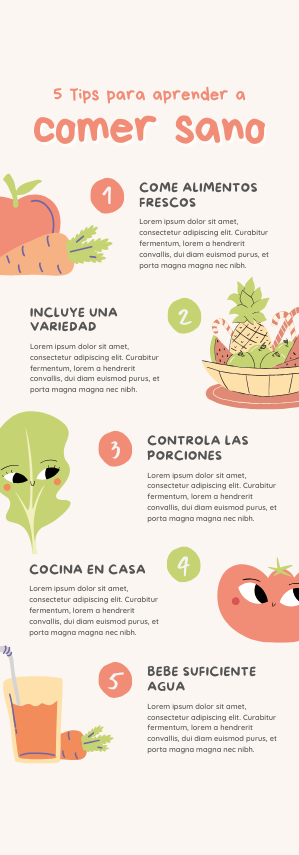 5 Tips para aprender a
comer sano
1
COME ALIMENTOS
FRESCOS
Lorem ipsum dolor sit amet,
consectetur adipiscing elit. Curabitur
fermentum, lorem a hendrerit
convallis, dui diam euismod purus, et
porta magna magna nec nibh.
INCLUYE UNA
VARIEDAD
2
Lorem ipsum dolor sit amet,
consectetur adipiscing elit. Curabitur
fermentum, lorem a hendrerit
convallis, dui diam euismod purus, et
porta magna magna nec nibh.
3
CONTROLA LAS
PORCIONES
Lorem ipsum dolor sit amet,
consectetur adipiscing elit. Curabitur
fermentum, lorem a hendrerit
convallis, dui diam euismod purus, et
porta magna magna nec nibh.
COCINA EN CASA
4
Lorem ipsum dolor sit amet,
consectetur adipiscing elit. Curabitur
fermentum, lorem a hendrerit
convallis, dui diam euismod purus, et
porta magna magna nec nibh.
5
BEBE SUFICIENTE
AGUA
Lorem ipsum dolor sit amet,
consectetur adipiscing elit. Curabitur
fermentum, lorem a hendrerit
convallis, dui diam euismod purus, et
porta magna magna nec nibh.